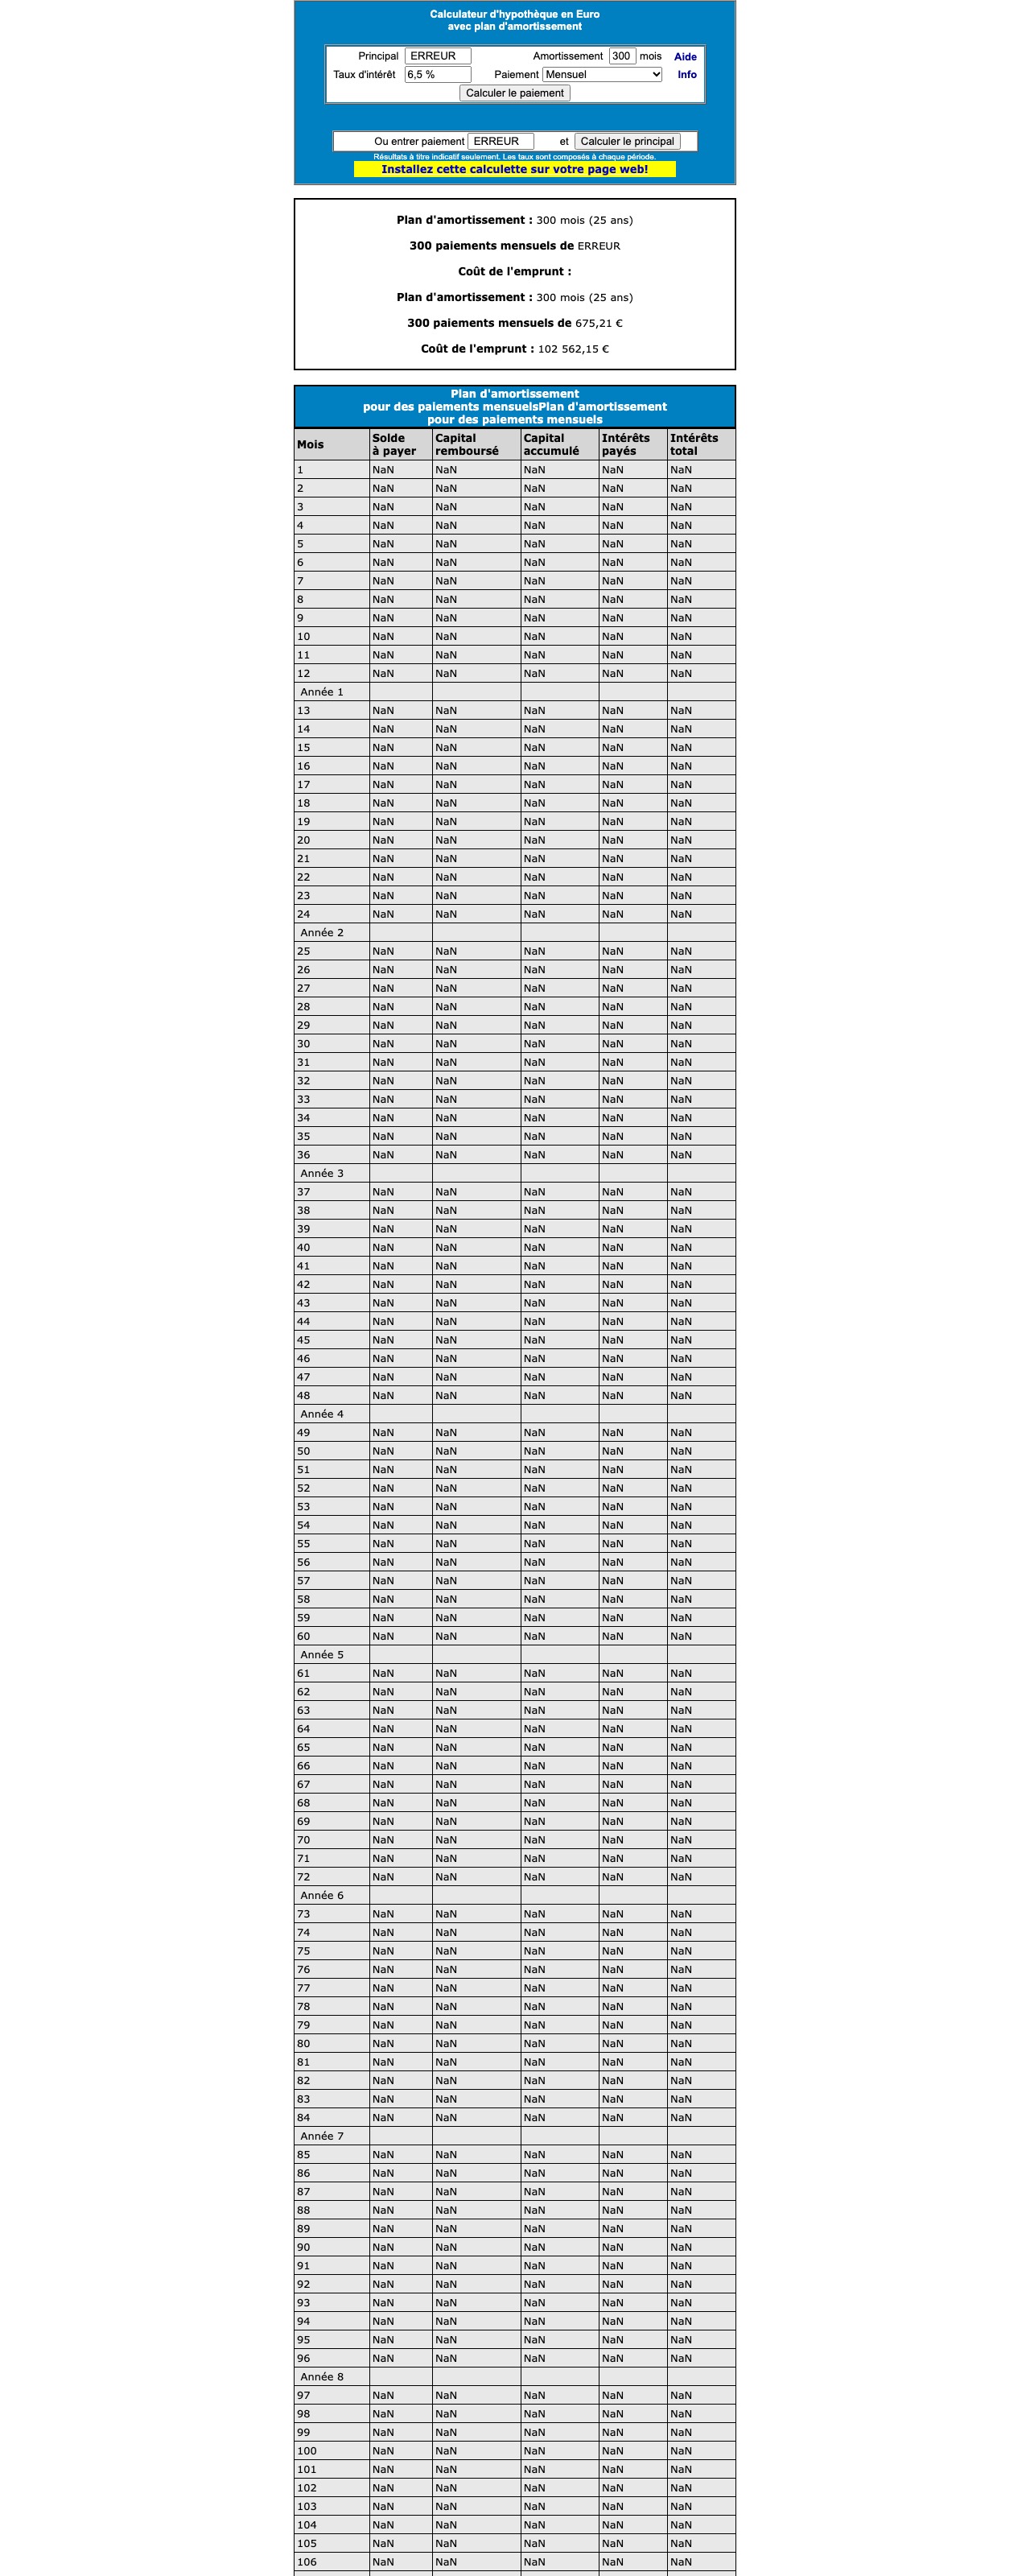 Calculateur d'hypothèque en Euro
avec plan d'amortissement
Principal ERREUR Amortissement 300 mois Aide
Taux d'intérêt 6,5 % Paiement Mensuel Info
Calculer le paiement
Ou entrer paiement ERREUR et Calculer le principal
Résultats à titre indicatif seulement. Les taux sont composés à chaque période.
Installez cette calculette sur votre page web!
Plan d'amortissement : 300 mois (25 ans)
300 paiements mensuels de ERREUR
Coût de l'emprunt :
Plan d'amortissement : 300 mois (25 ans)
300 paiements mensuels de 675,21 €
Coût de l'emprunt : 102 562,15 €
Plan d'amortissement
pour des paiements mensuelsPlan d'amortissement
pour des paiements mensuels
Mois Solde à payer Capital remboursé Capital accumulé Intérêts payés Intérêts total
1 NaN NaN NaN NaN NaN
2 NaN NaN NaN NaN NaN
3 NaN NaN NaN NaN NaN
4 NaN NaN NaN NaN NaN
5 NaN NaN NaN NaN NaN
6 NaN NaN NaN NaN NaN
7 NaN NaN NaN NaN NaN
8 NaN NaN NaN NaN NaN
9 NaN NaN NaN NaN NaN
10 NaN NaN NaN NaN NaN
11 NaN NaN NaN NaN NaN
12 NaN NaN NaN NaN NaN
Année 1
13 NaN NaN NaN NaN NaN
14 NaN NaN NaN NaN NaN
15 NaN NaN NaN NaN NaN
16 NaN NaN NaN NaN NaN
17 NaN NaN NaN NaN NaN
18 NaN NaN NaN NaN NaN
19 NaN NaN NaN NaN NaN
20 NaN NaN NaN NaN NaN
21 NaN NaN NaN NaN NaN
22 NaN NaN NaN NaN NaN
23 NaN NaN NaN NaN NaN
24 NaN NaN NaN NaN NaN
Année 2
25 NaN NaN NaN NaN NaN
26 NaN NaN NaN NaN NaN
27 NaN NaN NaN NaN NaN
28 NaN NaN NaN NaN NaN
29 NaN NaN NaN NaN NaN
30 NaN NaN NaN NaN NaN
31 NaN NaN NaN NaN NaN
32 NaN NaN NaN NaN NaN
33 NaN NaN NaN NaN NaN
34 NaN NaN NaN NaN NaN
35 NaN NaN NaN NaN NaN
36 NaN NaN NaN NaN NaN
Année 3
37 NaN NaN NaN NaN NaN
38 NaN NaN NaN NaN NaN
39 NaN NaN NaN NaN NaN
40 NaN NaN NaN NaN NaN
41 NaN NaN NaN NaN NaN
42 NaN NaN NaN NaN NaN
43 NaN NaN NaN NaN NaN
44 NaN NaN NaN NaN NaN
45 NaN NaN NaN NaN NaN
46 NaN NaN NaN NaN NaN
47 NaN NaN NaN NaN NaN
48 NaN NaN NaN NaN NaN
Année 4
49 NaN NaN NaN NaN NaN
50 NaN NaN NaN NaN NaN
51 NaN NaN NaN NaN NaN
52 NaN NaN NaN NaN NaN
53 NaN NaN NaN NaN NaN
54 NaN NaN NaN NaN NaN
55 NaN NaN NaN NaN NaN
56 NaN NaN NaN NaN NaN
57 NaN NaN NaN NaN NaN
58 NaN NaN NaN NaN NaN
59 NaN NaN NaN NaN NaN
60 NaN NaN NaN NaN NaN
Année 5
61 NaN NaN NaN NaN NaN
62 NaN NaN NaN NaN NaN
63 NaN NaN NaN NaN NaN
64 NaN NaN NaN NaN NaN
65 NaN NaN NaN NaN NaN
66 NaN NaN NaN NaN NaN
67 NaN NaN NaN NaN NaN
68 NaN NaN NaN NaN NaN
69 NaN NaN NaN NaN NaN
70 NaN NaN NaN NaN NaN
71 NaN NaN NaN NaN NaN
72 NaN NaN NaN NaN NaN
Année 6
73 NaN NaN NaN NaN NaN
74 NaN NaN NaN NaN NaN
75 NaN NaN NaN NaN NaN
76 NaN NaN NaN NaN NaN
77 NaN NaN NaN NaN NaN
78 NaN NaN NaN NaN NaN
79 NaN NaN NaN NaN NaN
80 NaN NaN NaN NaN NaN
81 NaN NaN NaN NaN NaN
82 NaN NaN NaN NaN NaN
83 NaN NaN NaN NaN NaN
84 NaN NaN NaN NaN NaN
Année 7
85 NaN NaN NaN NaN NaN
86 NaN NaN NaN NaN NaN
87 NaN NaN NaN NaN NaN
88 NaN NaN NaN NaN NaN
89 NaN NaN NaN NaN NaN
90 NaN NaN NaN NaN NaN
91 NaN NaN NaN NaN NaN
92 NaN NaN NaN NaN NaN
93 NaN NaN NaN NaN NaN
94 NaN NaN NaN NaN NaN
95 NaN NaN NaN NaN NaN
96 NaN NaN NaN NaN NaN
Année 8
97 NaN NaN NaN NaN NaN
98 NaN NaN NaN NaN NaN
99 NaN NaN NaN NaN NaN
100 NaN NaN NaN NaN NaN
101 NaN NaN NaN NaN NaN
102 NaN NaN NaN NaN NaN
103 NaN NaN NaN NaN NaN
104 NaN NaN NaN NaN NaN
105 NaN NaN NaN NaN NaN
106 NaN NaN NaN NaN NaN